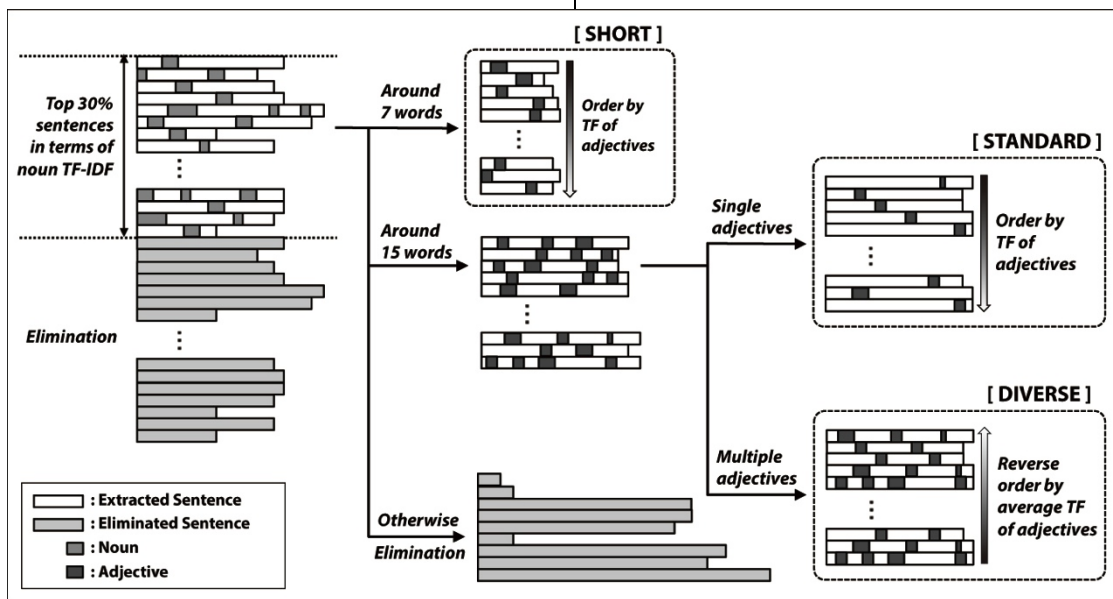 [ SHORT ]
Top 30%
sentences
in terms of
noun TF-IDF
Around
7 words
Order by
TF of
adjectives
[ STANDARD ]
Single
adjectives
Order by
TF of
adjectives
Around
15 words
Elimination
[ DIVERSE ]
Multiple
adjectives
Reverse
order by
average TF
of adjectives
Otherwise
Elimination
: Extracted Sentence
: Eliminated Sentence
: Noun
: Adjective